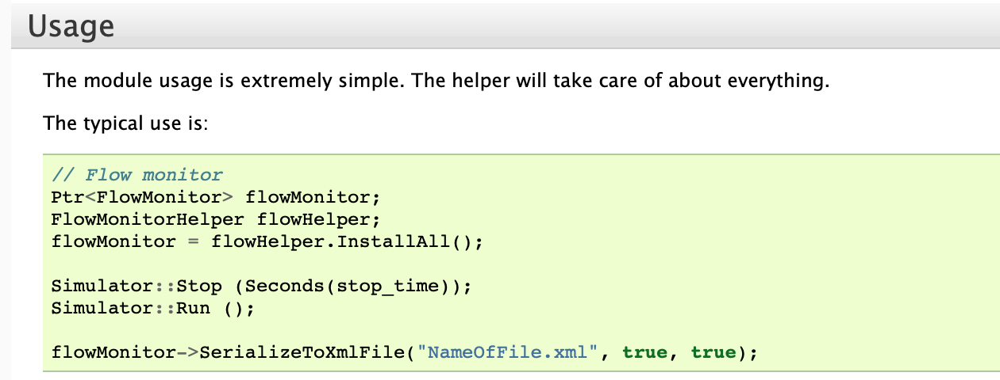 Usage
The module usage is extremely simple. The helper will take care of about everything.
The typical use is:
// Flow monitor
Ptr<FlowMonitor> flowMonitor;
FlowMonitorHelper flowHelper;
flowMonitor = flowHelper.InstallAll();
Simulator::Stop (Seconds(stop_time));
Simulator::Run ();
flowMonitor->SerializeToXmlFile("NameOfFile.xml", true, true);